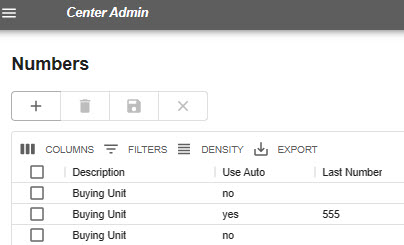 Center Admin
Numbers
COLUMNS FILTERS DENSITY EXPORT
Description Use Auto Last Number
Buying Unit no
Buying Unit yes 555
Buying Unit no